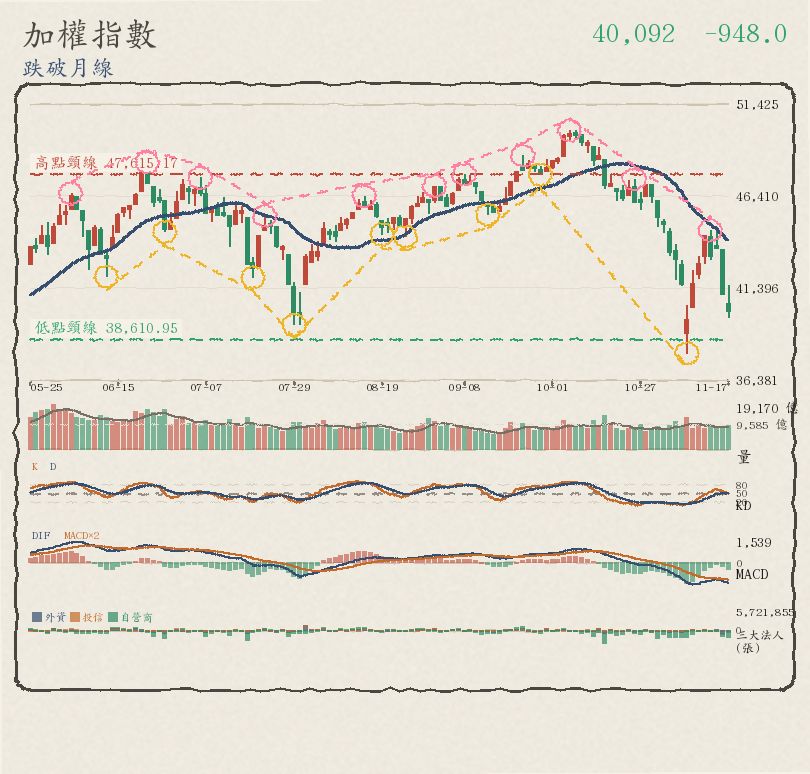 加權指數
40,092 -948.0
跌破月線
51,425
高點頸線 47,615.17
46,410
41,396
低點頸線 38,610.95
36,381
05-25 06-15 07-07 07-29 08-19 09-08 10-01 10-27 11-17
19,170 億
9,585 億
量
K D
80
50
KD
DIF MACD×2
1,539
0
MACD
外資 投信 自營商
5,721,855
0
三大法人
(張)